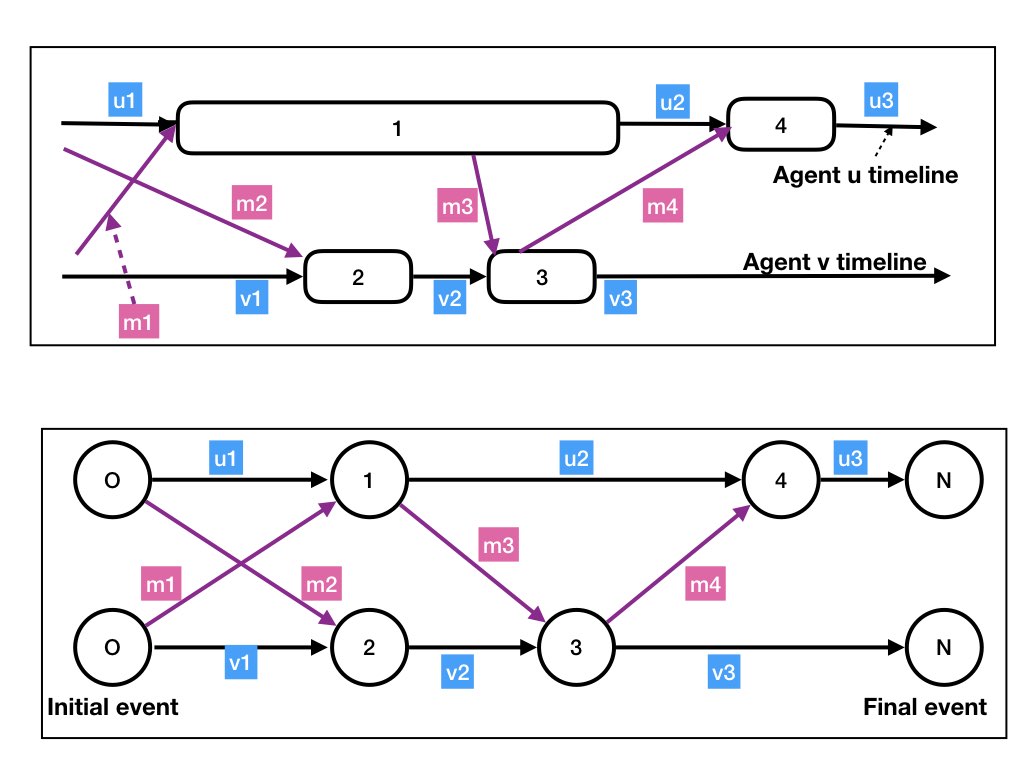 u1
u2
u3
1
4
Agent u timeline
m2
m3
m4
Agent v timeline
2
3
v1
v2
v3
m1
u1
u2
u3
O
1
4
N
m3
m1
m2
m4
O
2
3
N
v1
v2
v3
Initial event
Final event